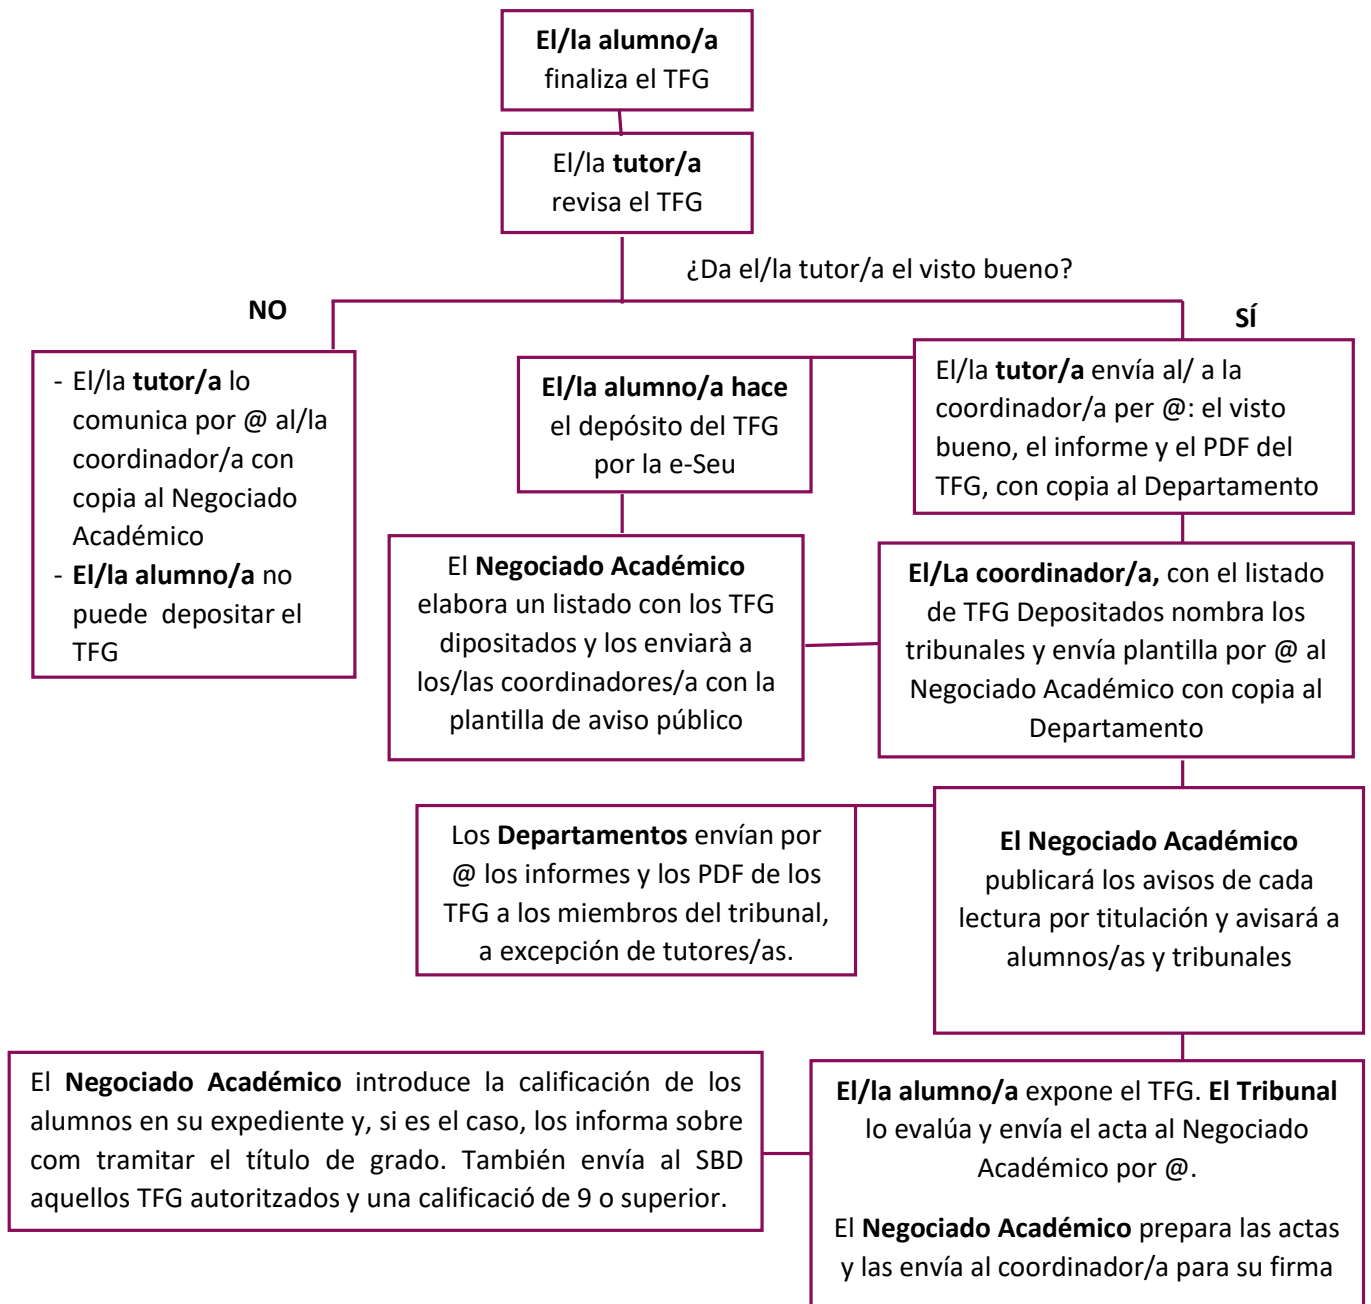 El/la alumno/a
finaliza el TFG
El/la tutor/a
revisa el TFG
¿Da el/la tutor/a el visto bueno?
NO
SÍ
- El/la tutor/a lo
comunica por @ al/la
coordinador/a con
copia al Negociado
Académico
- El/la alumno/a no
puede depositar el
TFG
El/la alumno/a hace
el depósito del TFG
por la e-Seu
El/la tutor/a envía al/ a la
coordinador/a per @: el visto
bueno, el informe y el PDF del
TFG, con copia al Departamento
El Negociado Académico
elabora un listado con los TFG
dipositados y los enviarà a
los/las coordinadores/a con la
plantilla de aviso público
El/La coordinador/a, con el listado
de TFG Depositados nombra los
tribunales y envía plantilla por @ al
Negociado Académico con copia al
Departamento
Los Departamentos envían por
@ los informes y los PDF de los
TFG a los miembros del tribunal,
a excepción de tutores/as.
El Negociado Académico
publicará los avisos de cada
lectura por titulación y avisará a
alumnos/as y tribunales
El Negociado Académico introduce la calificación de los
alumnos en su expediente y, si es el caso, los informa sobre
com tramitar el título de grado. También envía al SBD
aquellos TFG autoritzados y una calificació de 9 o superior.
El/la alumno/a expone el TFG. El Tribunal
lo evalúa y envía el acta al Negociado
Académico por @.
El Negociado Académico prepara las actas
y las envía al coordinador/a para su firma